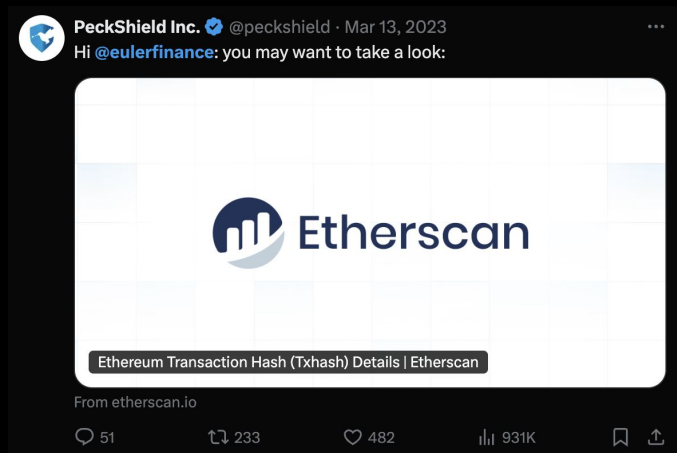 PeckShield Inc. @peckshield · Mar 13, 2023
Hi @eulerfinance: you may want to take a look:
Etherscan
Ethereum Transaction Hash (Txhash) Details | Etherscan
From etherscan.io
51 233 482 931K